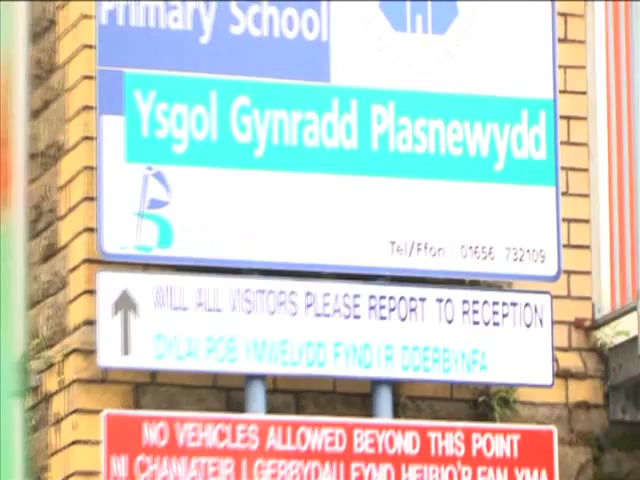 Primary School
Ysgol Gynradd Plasnewydd
Tel/Ffon: 01656 732109
WILL ALL VISITORS PLEASE REPORT TO RECEPTION
DYLAI POB YMWELYDD FYND I'R DDERBYNFA
NO VEHICLES ALLOWED BEYOND THIS POINT
NI CHANIATEIR I GERBYDAU FYND HEIBIO'R FAN YMA